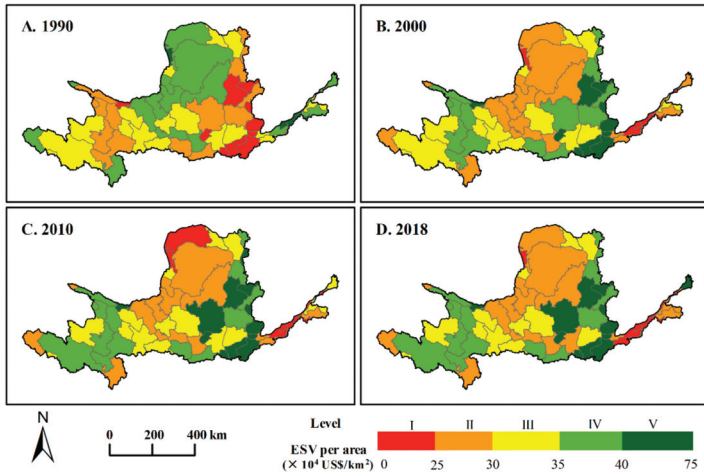 A. 1990
B. 2000
C. 2010
D. 2018
N
0 200 400 km
Level
I II III IV V
ESV per area
(× 10⁴ US$/km²)
0 25 30 35 40 75